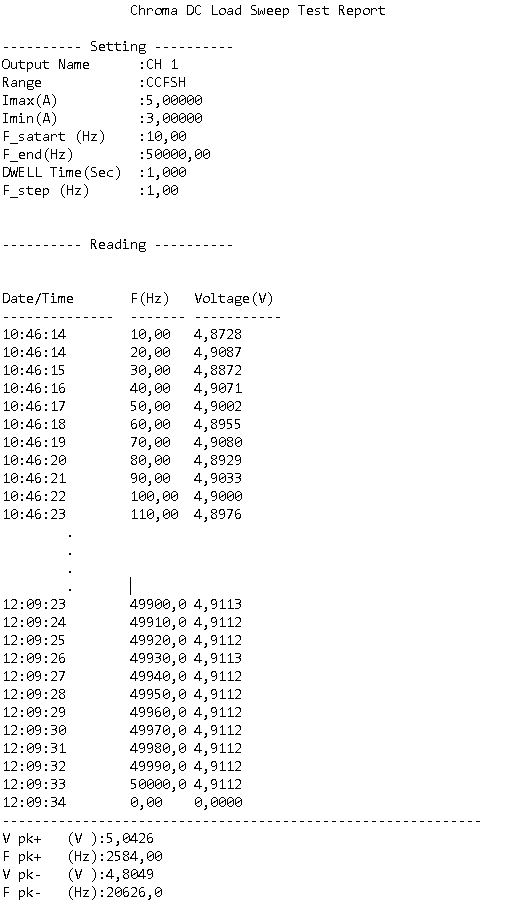 Chroma DC Load Sweep Test Report
---------- Setting ----------
Output Name :CH 1
Range :CCFSH
Imax(A) :5,00000
Imin(A) :3,00000
F_satart (Hz) :10,00
F_end(Hz) :50000,00
DWELL Time(Sec) :1,000
F_step (Hz) :1,00
---------- Reading ----------
Date/Time F(Hz) Voltage(V)
-------------- ------- -----------
10:46:14 10,00 4,8728
10:46:14 20,00 4,9087
10:46:15 30,00 4,8872
10:46:16 40,00 4,9071
10:46:17 50,00 4,9002
10:46:18 60,00 4,8955
10:46:19 70,00 4,9080
10:46:20 80,00 4,8929
10:46:21 90,00 4,9033
10:46:22 100,00 4,9000
10:46:23 110,00 4,8976
.
.
.
.
12:09:23 49900,0 4,9113
12:09:24 49910,0 4,9112
12:09:25 49920,0 4,9112
12:09:26 49930,0 4,9113
12:09:27 49940,0 4,9112
12:09:28 49950,0 4,9112
12:09:29 49960,0 4,9112
12:09:30 49970,0 4,9112
12:09:31 49980,0 4,9112
12:09:32 49990,0 4,9112
12:09:33 50000,0 4,9112
12:09:34 0,00 0,0000
------------------------------------------------------------
V pk+ (V ):5,0426
F pk+ (Hz):2584,00
V pk- (V ):4,8049
F pk- (Hz):20626,0